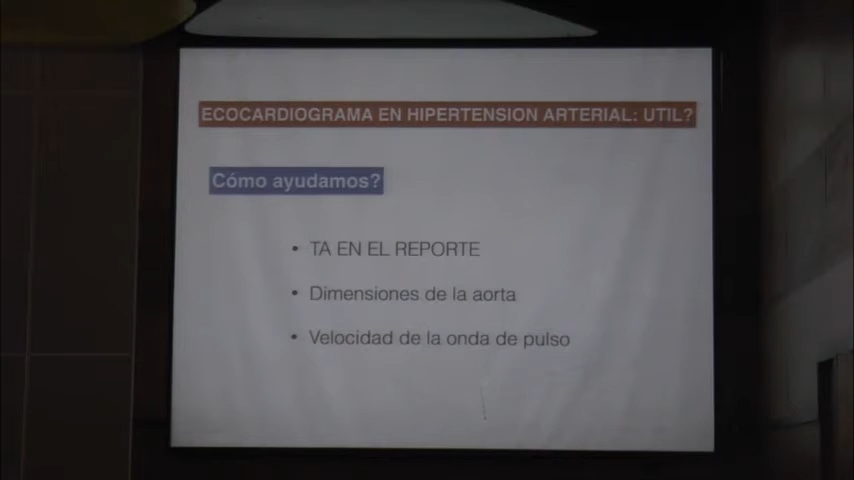 ECOCARDIOGRAMA EN HIPERTENSION ARTERIAL: UTIL?
Cómo ayudamos?
• TA EN EL REPORTE
• Dimensiones de la aorta
• Velocidad de la onda de pulso